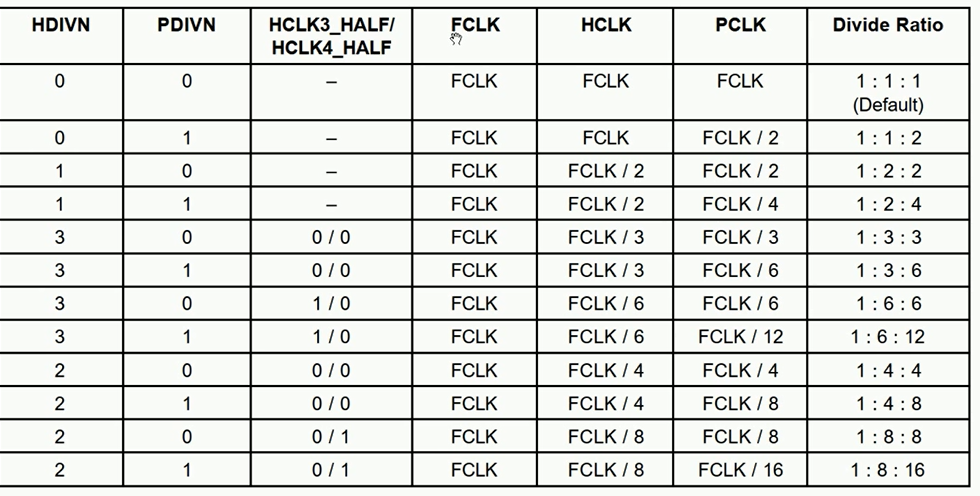 HDIVN PDIVN HCLK3_HALF/ FCLK HCLK PCLK Divide Ratio
HCLK4_HALF
0 0 – FCLK FCLK FCLK 1 : 1 : 1
(Default)
0 1 – FCLK FCLK FCLK / 2 1 : 1 : 2
1 0 – FCLK FCLK / 2 FCLK / 2 1 : 2 : 2
1 1 – FCLK FCLK / 2 FCLK / 4 1 : 2 : 4
3 0 0 / 0 FCLK FCLK / 3 FCLK / 3 1 : 3 : 3
3 1 0 / 0 FCLK FCLK / 3 FCLK / 6 1 : 3 : 6
3 0 1 / 0 FCLK FCLK / 6 FCLK / 6 1 : 6 : 6
3 1 1 / 0 FCLK FCLK / 6 FCLK / 12 1 : 6 : 12
2 0 0 / 0 FCLK FCLK / 4 FCLK / 4 1 : 4 : 4
2 1 0 / 0 FCLK FCLK / 4 FCLK / 8 1 : 4 : 8
2 0 0 / 1 FCLK FCLK / 8 FCLK / 8 1 : 8 : 8
2 1 0 / 1 FCLK FCLK / 8 FCLK / 16 1 : 8 : 16